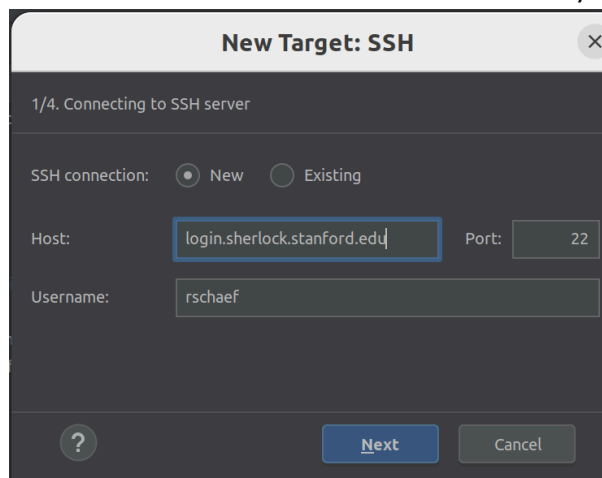 New Target: SSH
1/4. Connecting to SSH server
SSH connection: New Existing
Host: login.sherlock.stanford.edu Port: 22
Username: rschaef
? Next Cancel